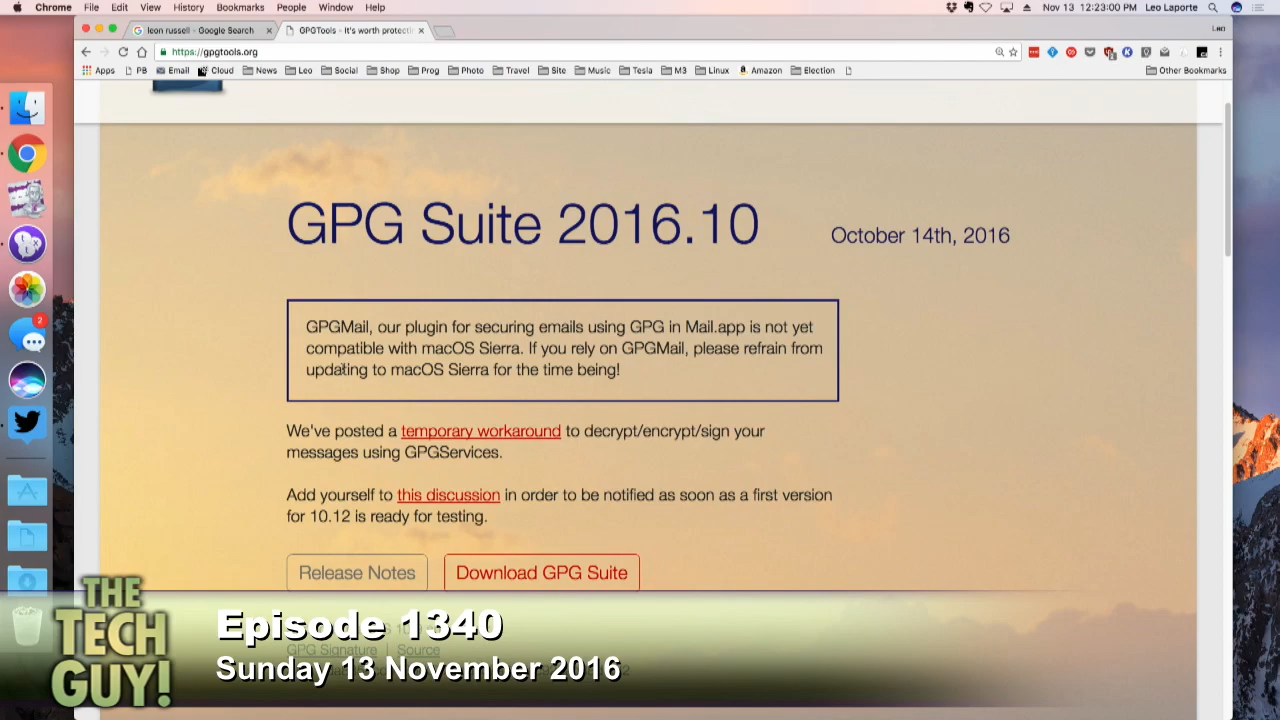 Chrome File Edit View History Bookmarks People Window Help Nov 13 12:23:00 PM Leo Laporte
leon russell - Google Search × GPGTools - It's worth protectin × Leo
https://gpgtools.org
Apps PB Email Cloud News Leo Social Shop Prog Photo Travel Site Music Tesla M3 Linux Amazon Election Other Bookmarks
GPG Suite 2016.10 October 14th, 2016
GPGMail, our plugin for securing emails using GPG in Mail.app is not yet
compatible with macOS Sierra. If you rely on GPGMail, please refrain from
updating to macOS Sierra for the time being!
2
We've posted a temporary workaround to decrypt/encrypt/sign your
messages using GPGServices.
Add yourself to this discussion in order to be notified as soon as a first version
for 10.12 is ready for testing.
Release Notes Download GPG Suite
THE
TECH
GUY!
Episode 1340
GPG Signature | Source
Sunday 13 November 2016